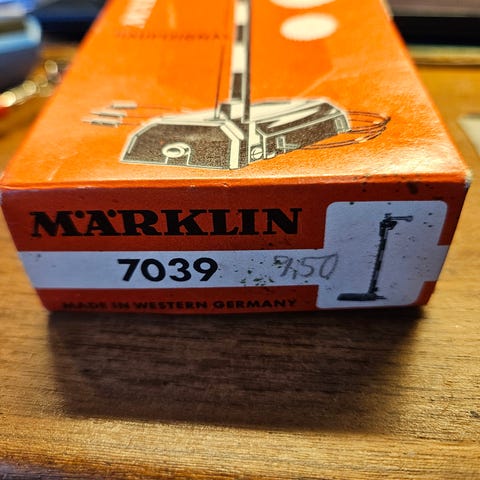 MÄRKLIN
7039 9,50
MADE IN WESTERN GERMANY